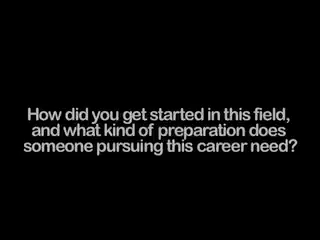 How did you get started in this field,
and what kind of preparation does
someone pursuing this career need?